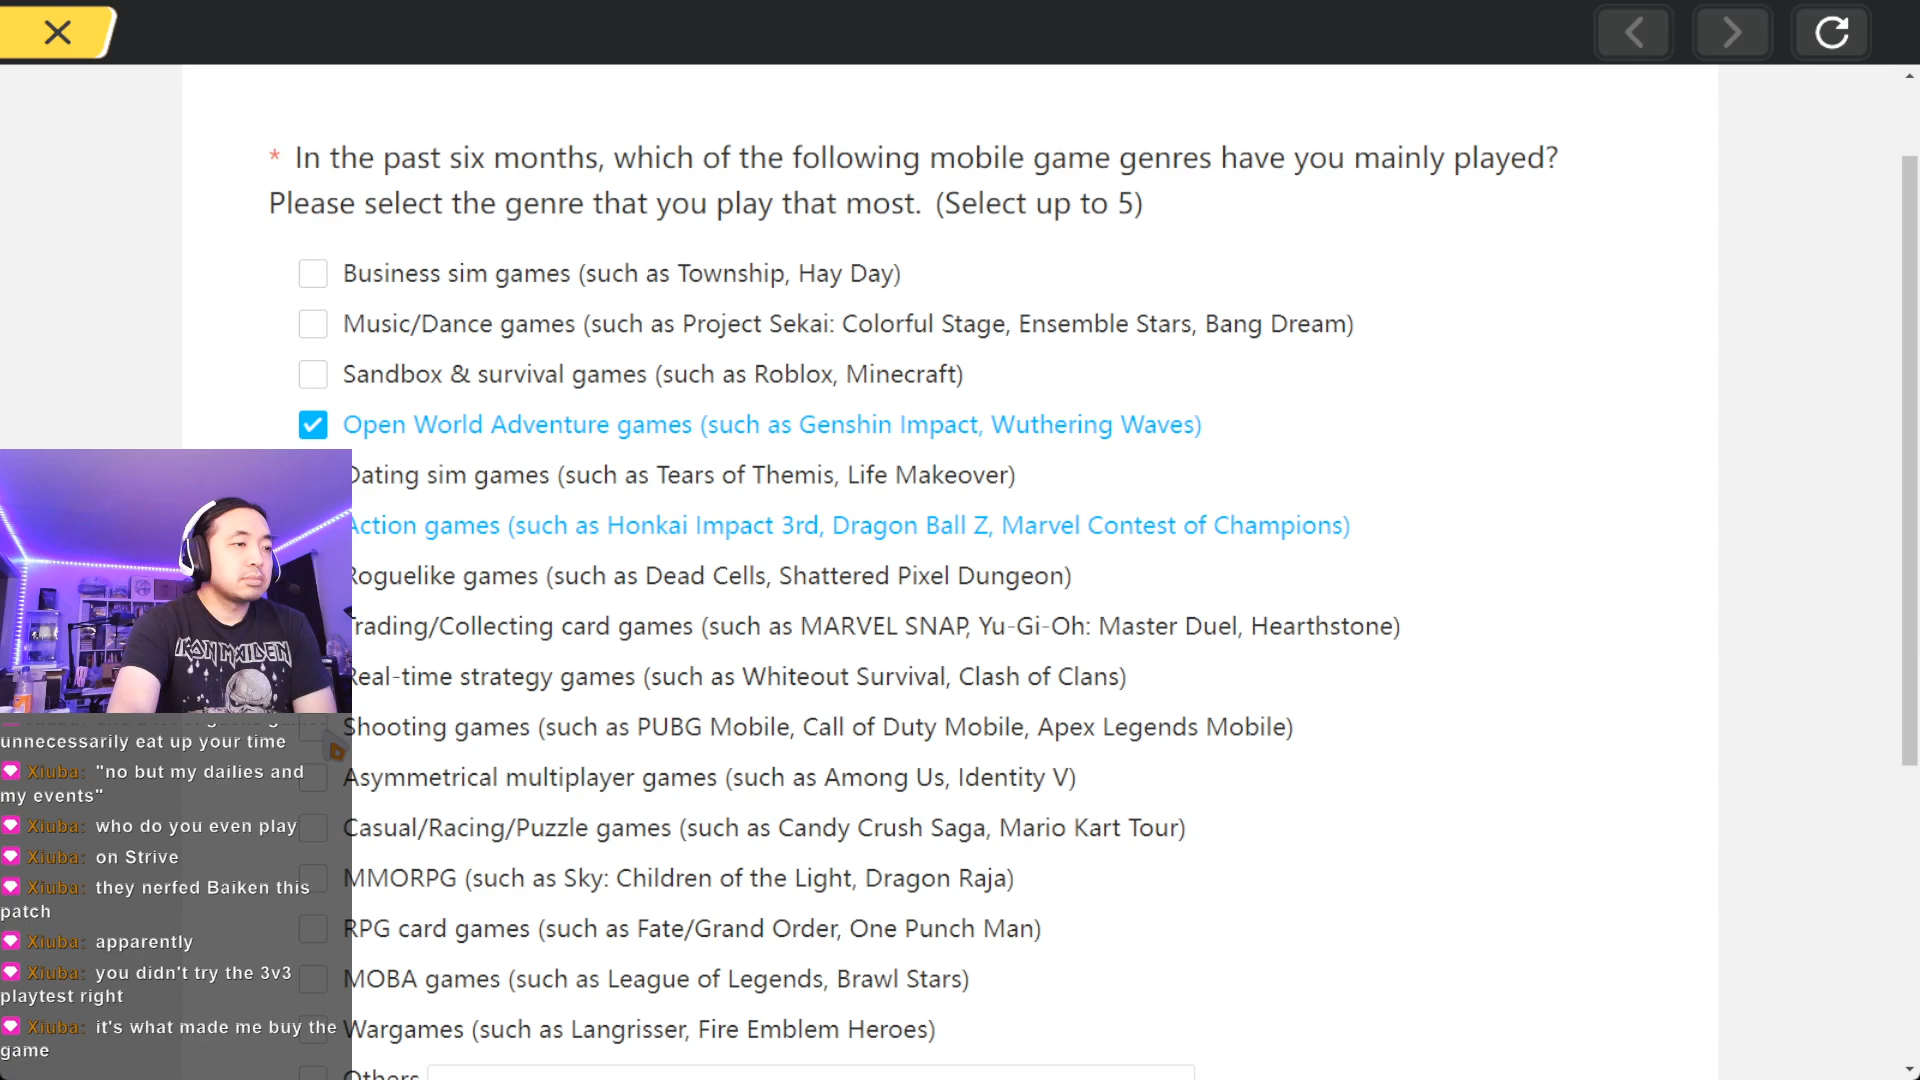 * In the past six months, which of the following mobile game genres have you mainly played?
Please select the genre that you play that most. (Select up to 5)
Business sim games (such as Township, Hay Day)
Music/Dance games (such as Project Sekai: Colorful Stage, Ensemble Stars, Bang Dream)
Sandbox & survival games (such as Roblox, Minecraft)
Open World Adventure games (such as Genshin Impact, Wuthering Waves)
Dating sim games (such as Tears of Themis, Life Makeover)
Action games (such as Honkai Impact 3rd, Dragon Ball Z, Marvel Contest of Champions)
Roguelike games (such as Dead Cells, Shattered Pixel Dungeon)
Trading/Collecting card games (such as MARVEL SNAP, Yu-Gi-Oh: Master Duel, Hearthstone)
Real-time strategy games (such as Whiteout Survival, Clash of Clans)
Shooting games (such as PUBG Mobile, Call of Duty Mobile, Apex Legends Mobile)
Asymmetrical multiplayer games (such as Among Us, Identity V)
Casual/Racing/Puzzle games (such as Candy Crush Saga, Mario Kart Tour)
MMORPG (such as Sky: Children of the Light, Dragon Raja)
RPG card games (such as Fate/Grand Order, One Punch Man)
MOBA games (such as League of Legends, Brawl Stars)
Wargames (such as Langrisser, Fire Emblem Heroes)
Others
IRON MAIDEN
unnecessarily eat up your time
Xiuba: "no but my dailies and
my events"
Xiuba: who do you even play
Xiuba: on Strive
Xiuba: they nerfed Baiken this
patch
Xiuba: apparently
Xiuba: you didn't try the 3v3
playtest right
Xiuba: it's what made me buy the
game